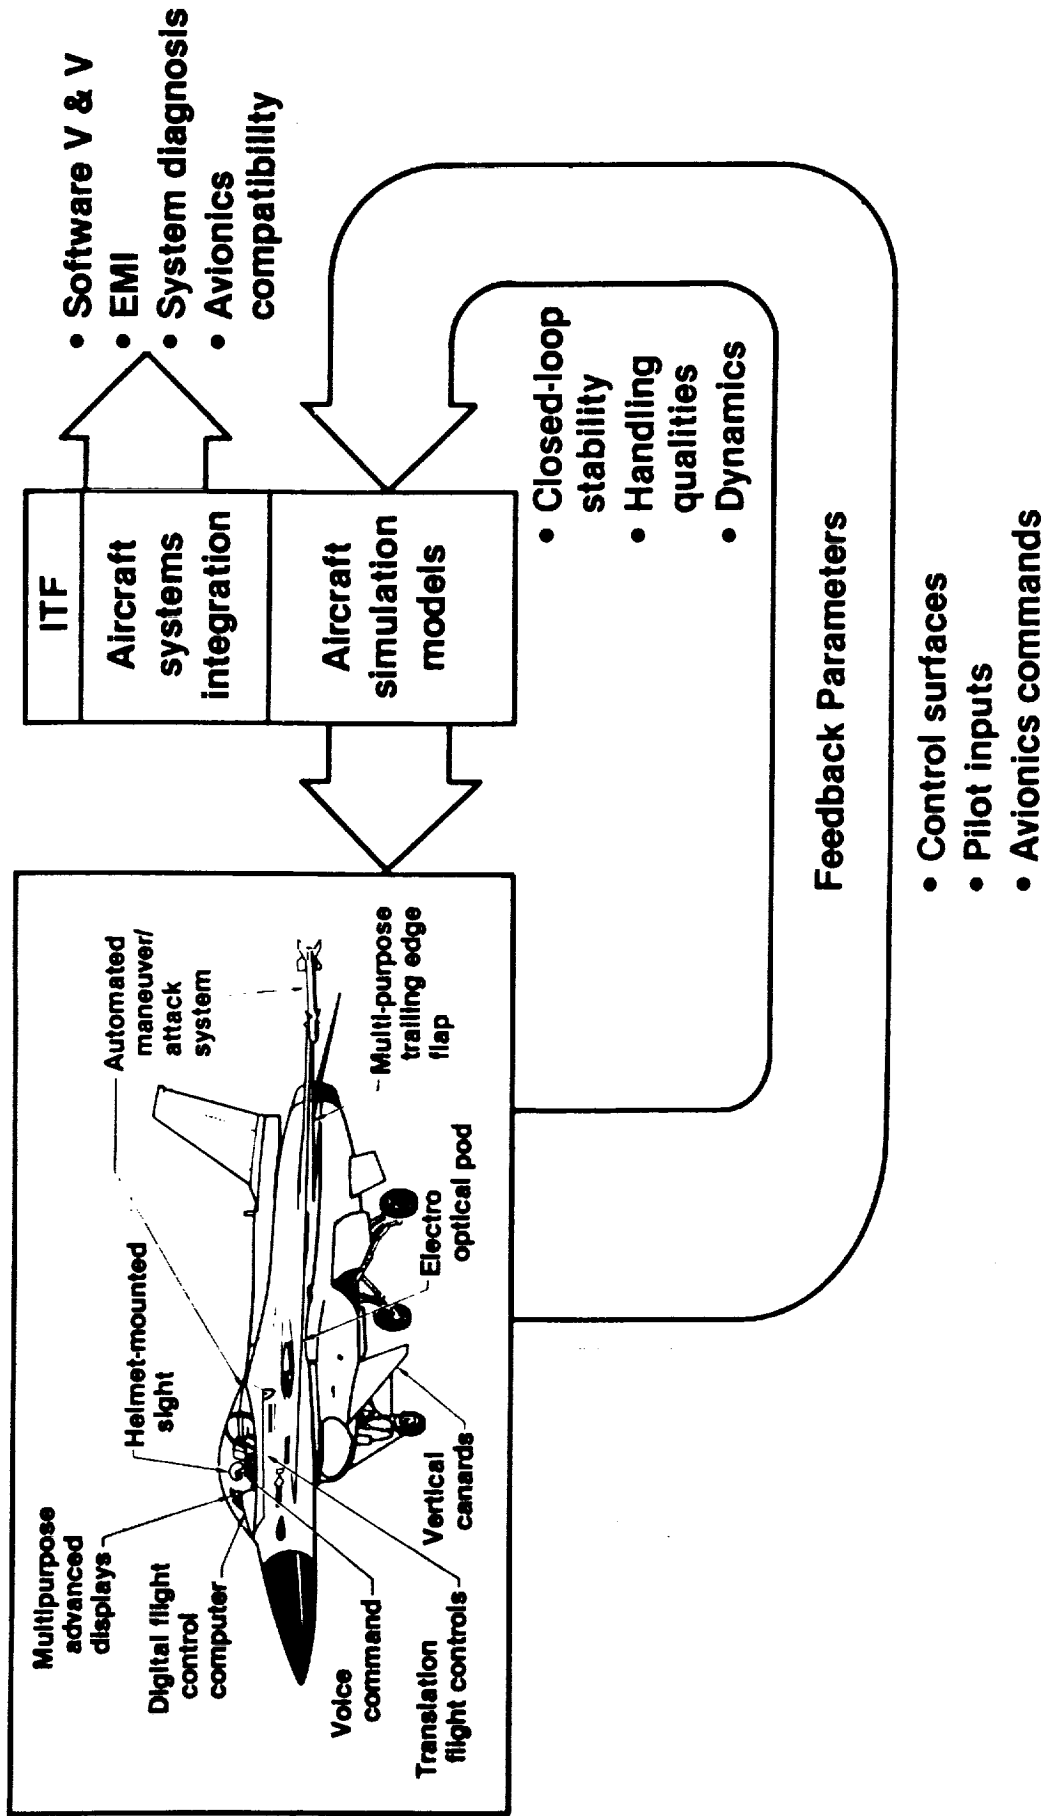 Multipurpose
advanced
displays
Helmet-mounted
sight
Automated
maneuver/
attack
system
Digital flight
control
computer
Voice
command
Translation
flight controls
Vertical
canards
Electro
optical pod
Multi-purpose
trailing edge
flap
ITF
Aircraft
systems
integration
Aircraft
simulation
models
• Software V & V
• EMI
• System diagnosis
• Avionics
compatibility
• Closed-loop
stability
• Handling
qualities
• Dynamics
Feedback Parameters
• Control surfaces
• Pilot inputs
• Avionics commands